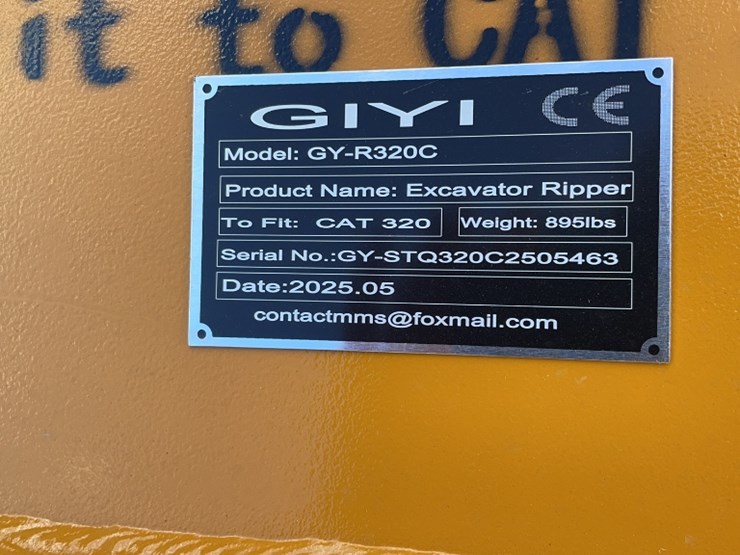 it to CAT
GIYI CE
Model: GY-R320C
Product Name: Excavator Ripper
To Fit: CAT 320 Weight: 895lbs
Serial No.:GY-STQ320C2505463
Date:2025.05
contactmms@foxmail.com